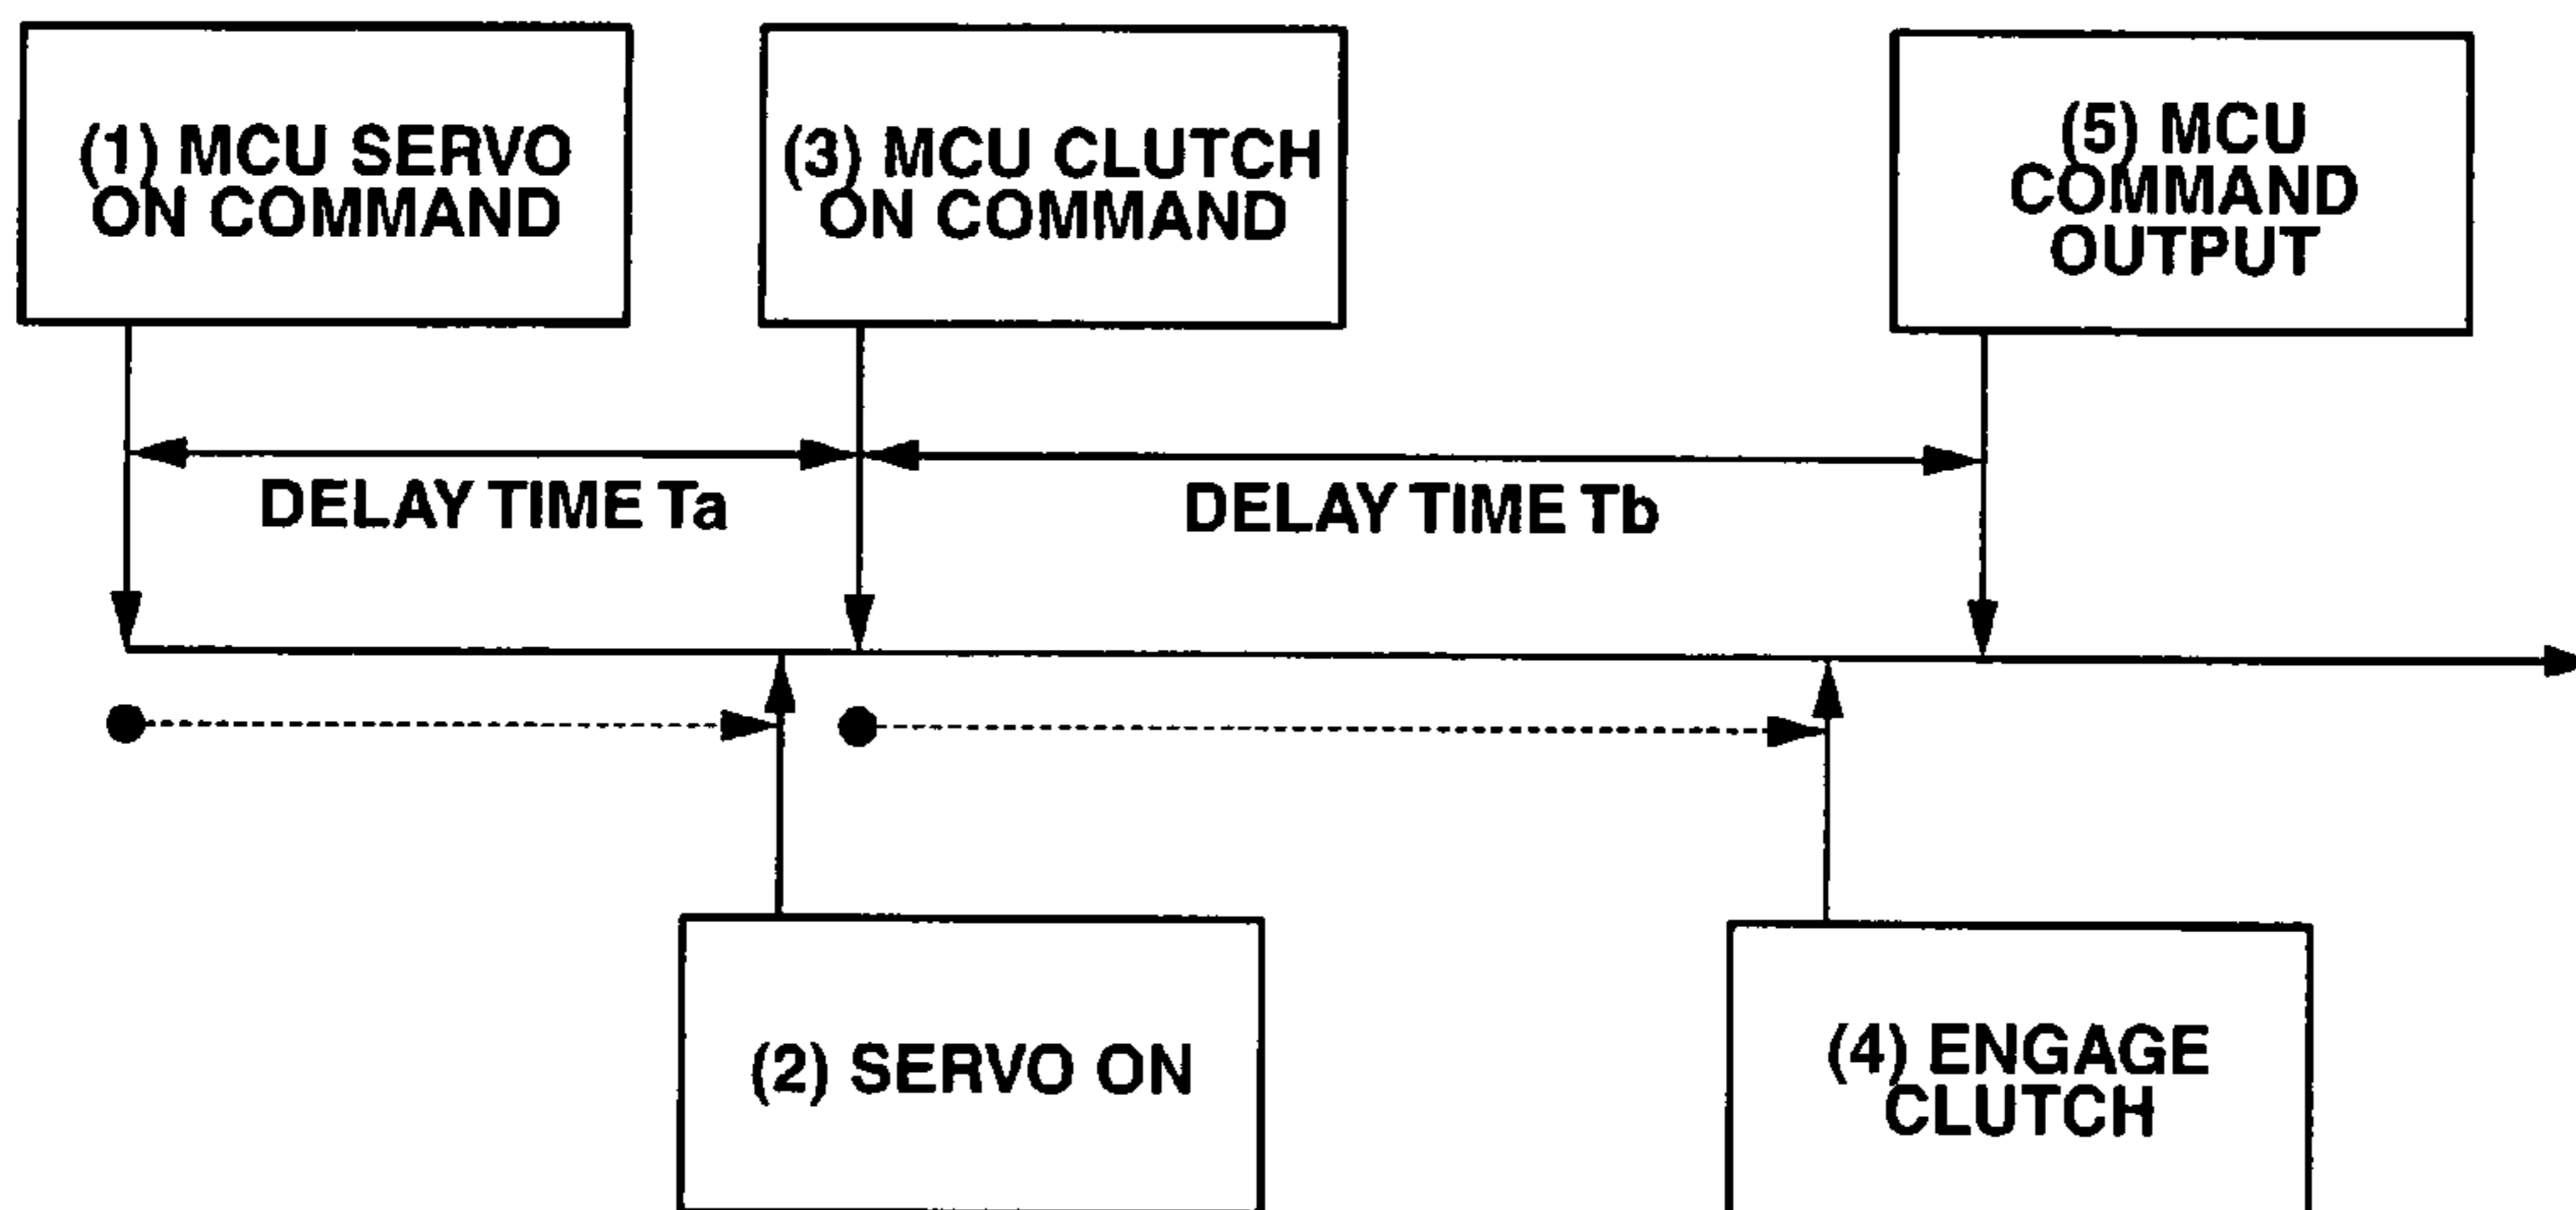 (1) MCU SERVO
ON COMMAND
(3) MCU CLUTCH
ON COMMAND
(5) MCU
COMMAND
OUTPUT
DELAY TIME Ta
DELAY TIME Tb
(2) SERVO ON
(4) ENGAGE
CLUTCH